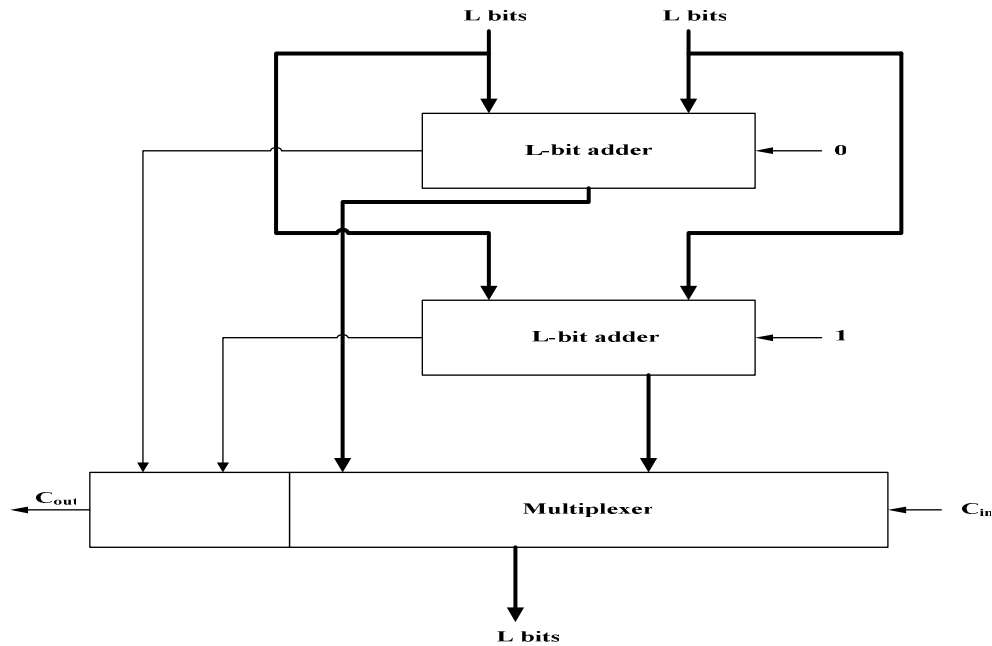 L bits
L bits
L-bit adder
0
L-bit adder
1
Cout
Multiplexer
Cin
L bits